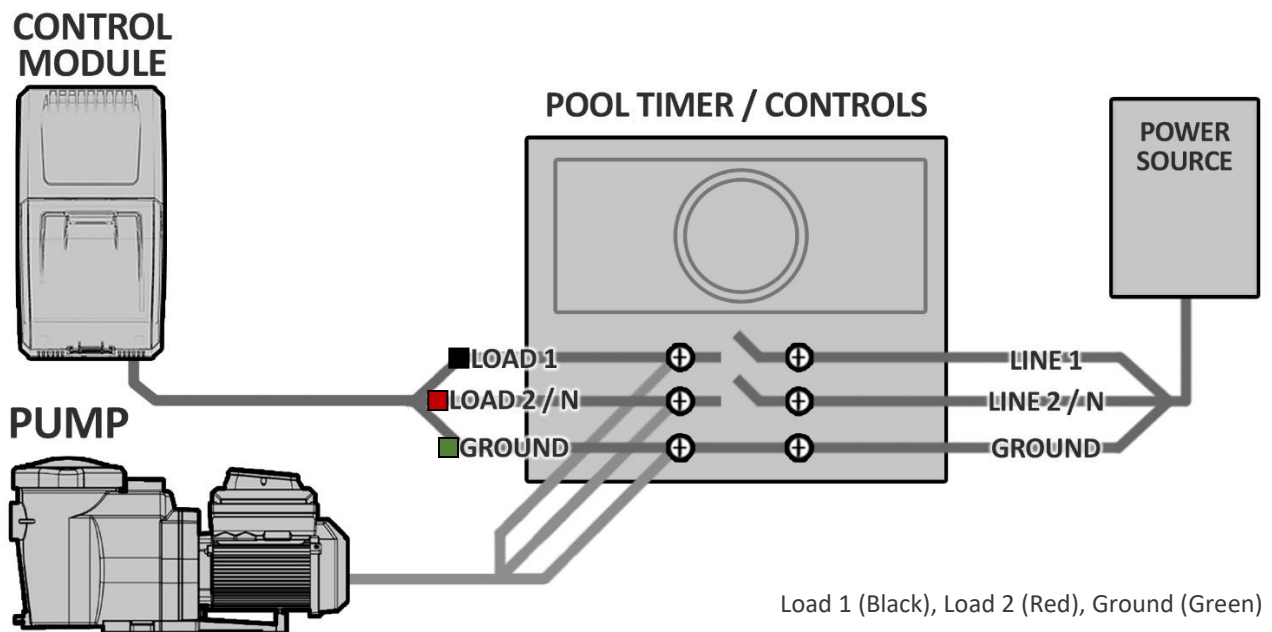 CONTROL
MODULE
POOL TIMER / CONTROLS
POWER
SOURCE
LOAD 1
LINE 1
LOAD 2 / N
LINE 2 / N
GROUND
GROUND
PUMP
Load 1 (Black), Load 2 (Red), Ground (Green)